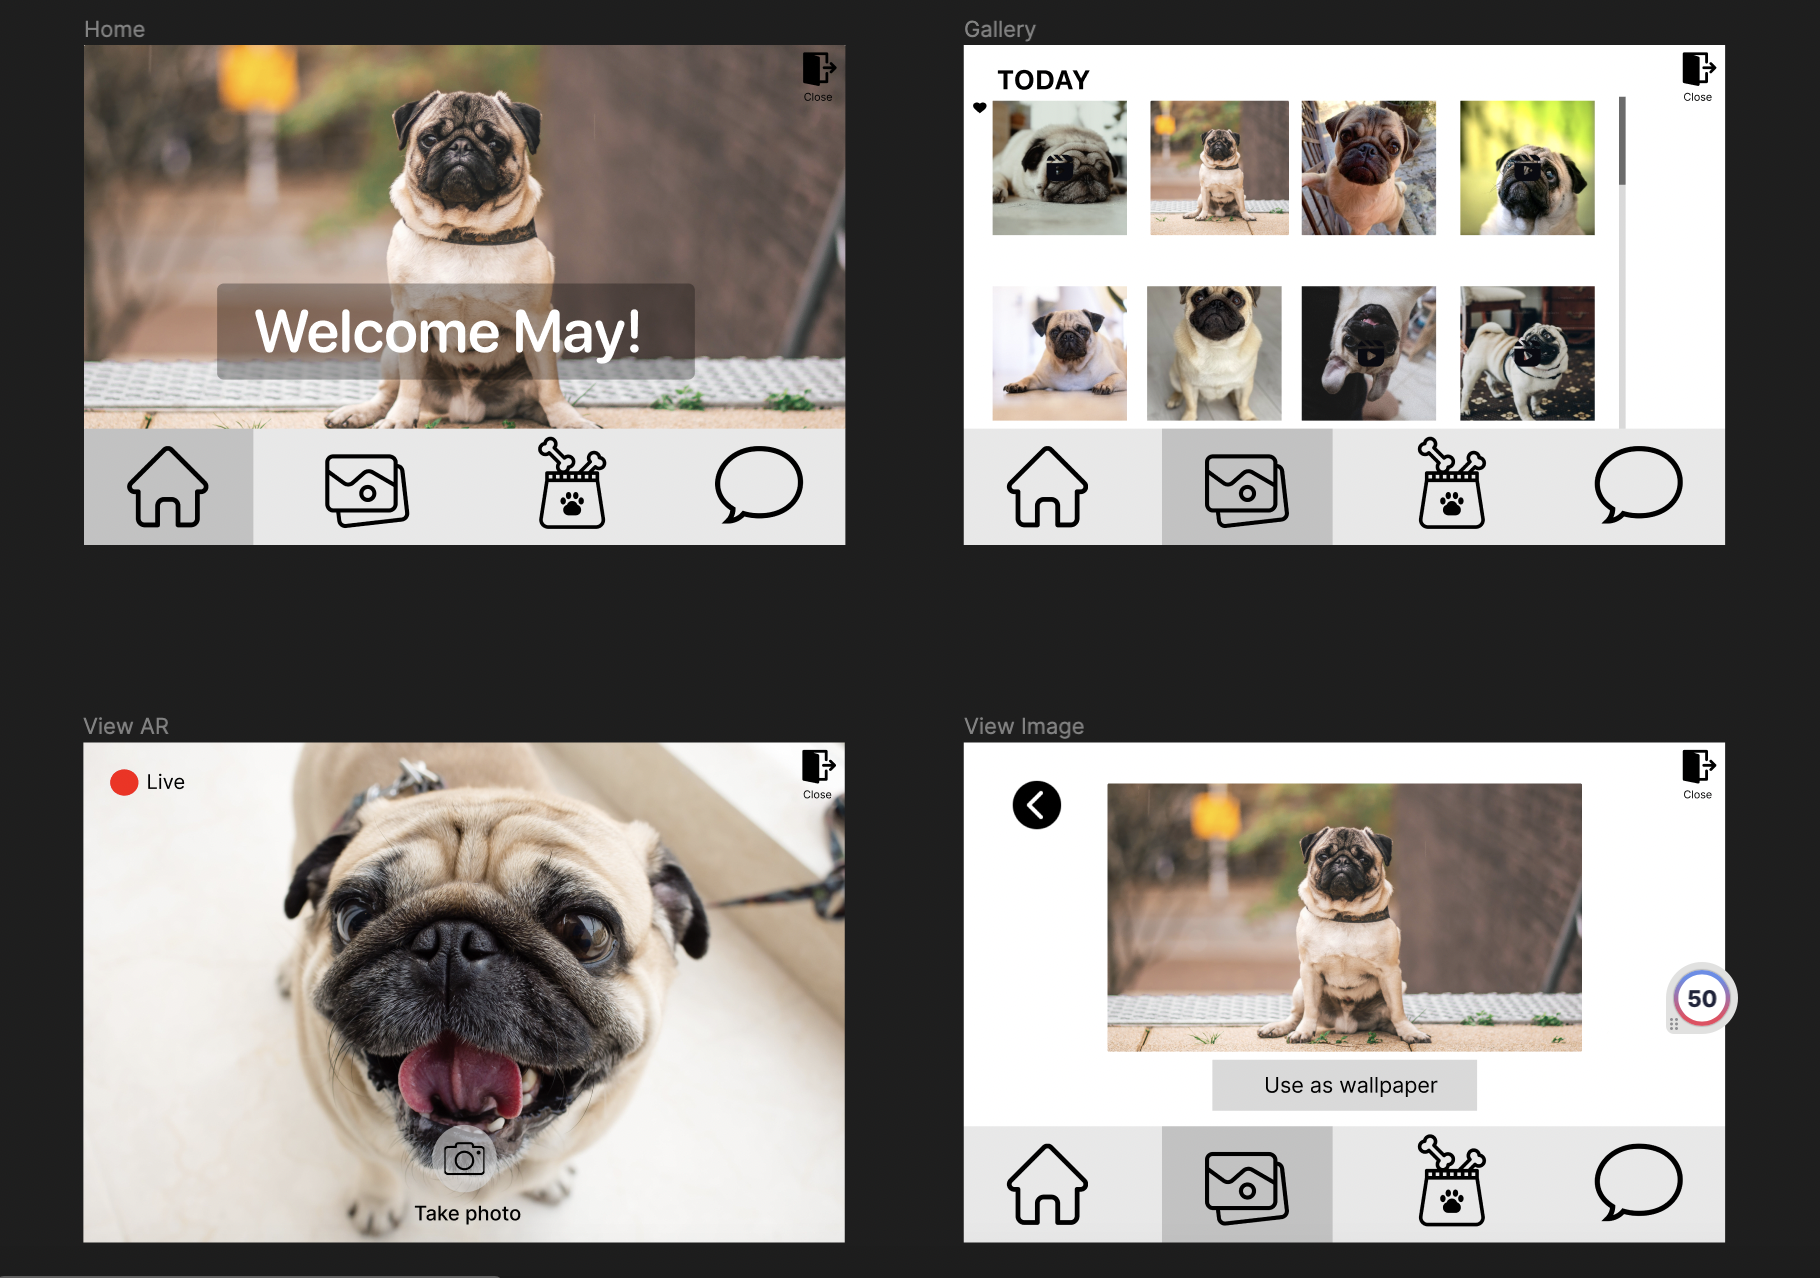 Home
Close
Welcome May!
Gallery
TODAY
Close
View AR
Live
Close
Take photo
View Image
Close
50
Use as wallpaper